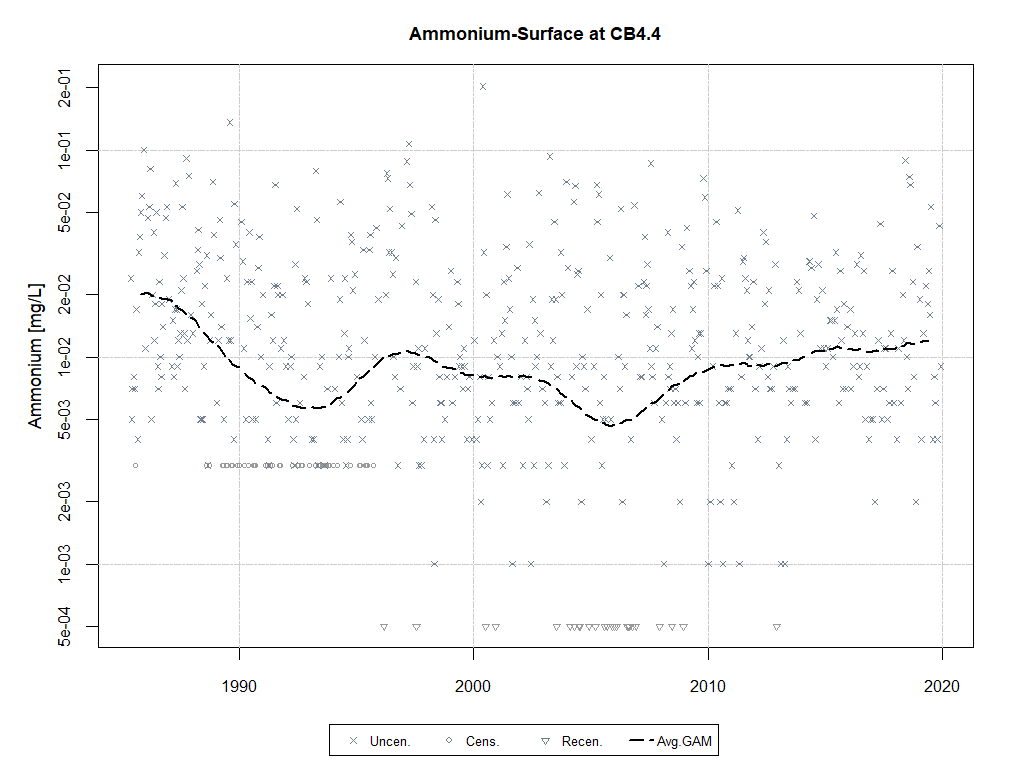 Ammonium-Surface at CB4.4
Ammonium [mg/L]
2e-01
1e-01
5e-02
2e-02
1e-02
5e-03
2e-03
1e-03
5e-04
1990 2000 2010 2020
Uncen. Cens. Recen. Avg.GAM